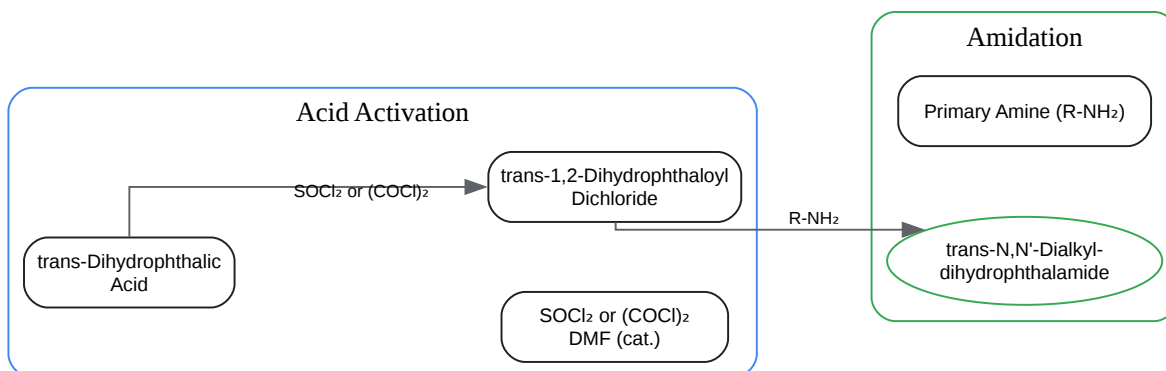 Amidation
Primary Amine (R-NH₂)
Acid Activation
trans-1,2-Dihydrophthaloyl
Dichloride
SOCl₂ or (COCl)₂
R-NH₂
trans-Dihydrophthalic
Acid
trans-N,N'-Dialkyl-
dihydrophthalamide
SOCl₂ or (COCl)₂
DMF (cat.)